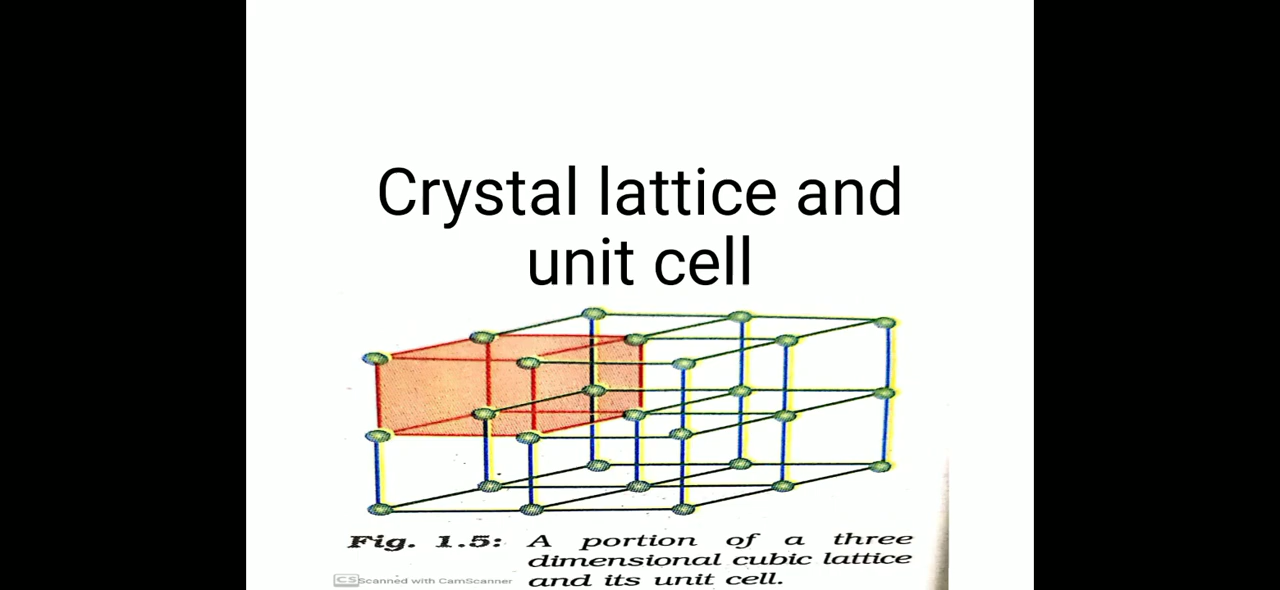 Crystal lattice and
unit cell
Fig. 1.5: A portion of a three
dimensional cubic lattice
and its unit cell.
CS Scanned with CamScanner